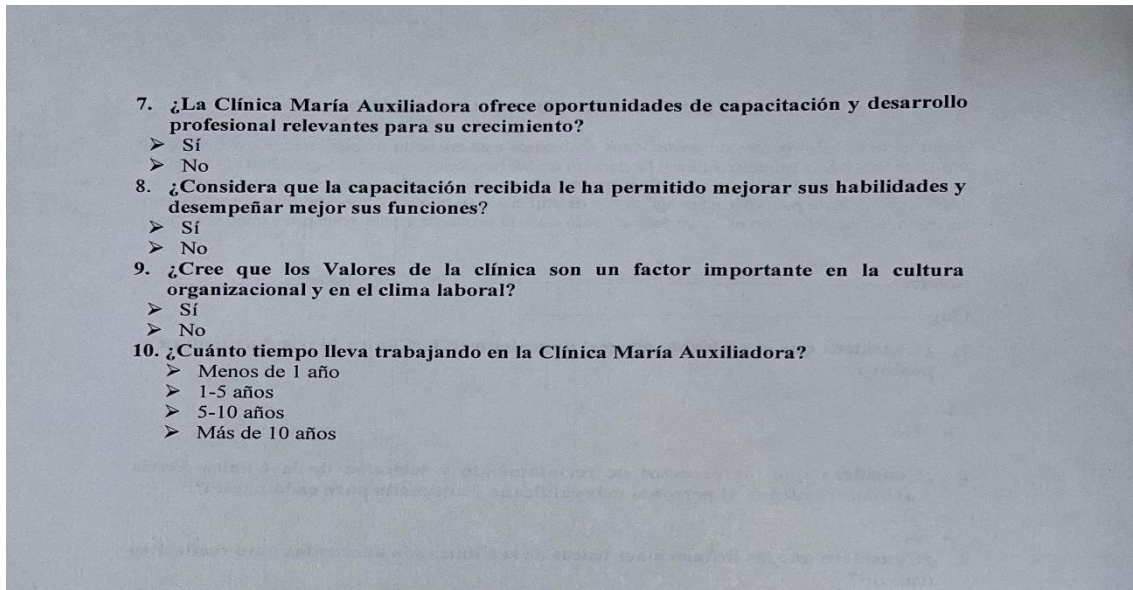 7. ¿La Clínica María Auxiliadora ofrece oportunidades de capacitación y desarrollo
profesional relevantes para su crecimiento?
➤ Sí
➤ No
8. ¿Considera que la capacitación recibida le ha permitido mejorar sus habilidades y
desempeñar mejor sus funciones?
➤ Sí
➤ No
9. ¿Cree que los Valores de la clínica son un factor importante en la cultura
organizacional y en el clima laboral?
➤ Sí
➤ No
10. ¿Cuánto tiempo lleva trabajando en la Clínica María Auxiliadora?
➤ Menos de 1 año
➤ 1-5 años
➤ 5-10 años
➤ Más de 10 años